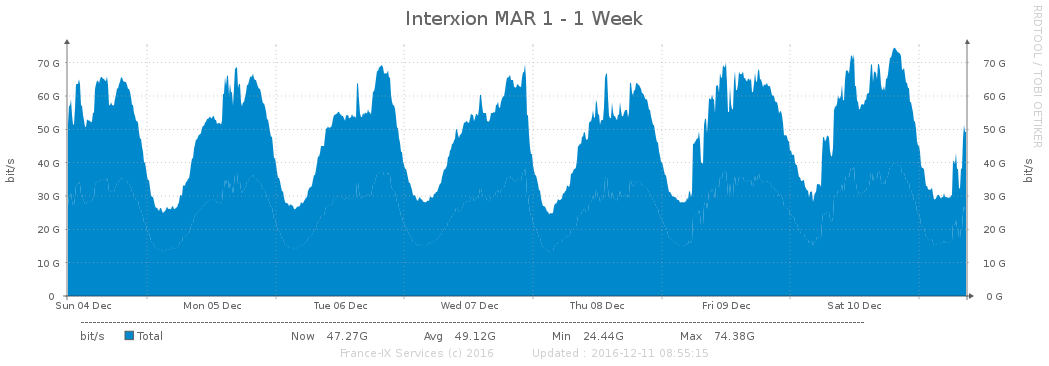 Interxion MAR 1 - 1 Week
RRDTOOL / TOBI OETIKER
bit/s
70 G 70 G
60 G 60 G
50 G 50 G
40 G 40 G
30 G 30 G
20 G 20 G
10 G 10 G
0 0 G
bit/s
Sun 04 Dec Mon 05 Dec Tue 06 Dec Wed 07 Dec Thu 08 Dec Fri 09 Dec Sat 10 Dec
bit/s Total Now 47.27G Avg 49.12G Min 24.44G Max 74.38G
France-IX Services (c) 2016 Updated : 2016-12-11 08:55:15